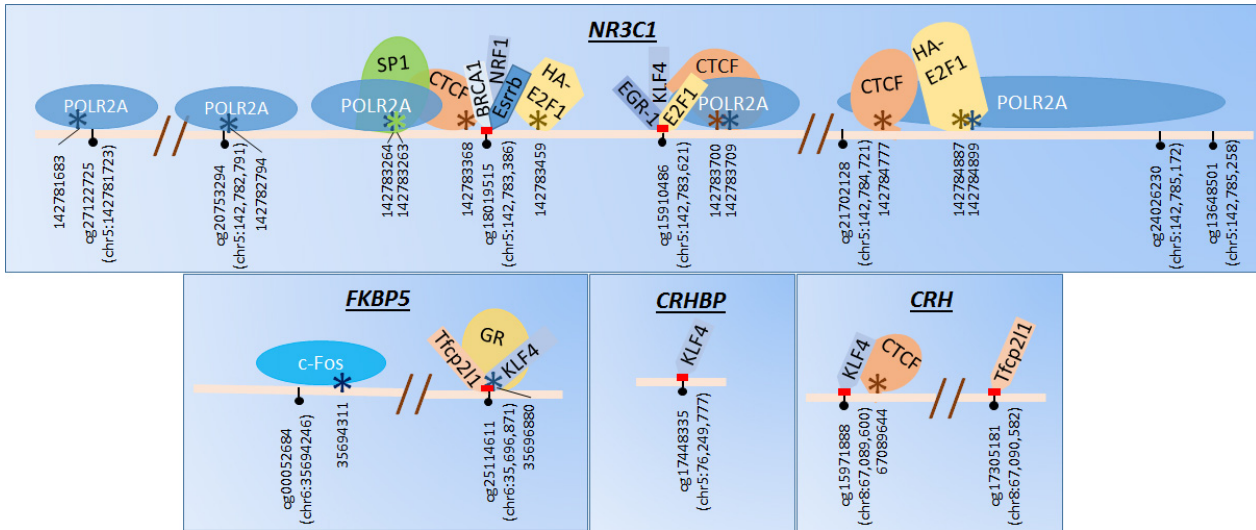 NR3C1
POLR2A
POLR2A
SP1
POLR2A
CTCF
BRCA1
NRF1
Esrrb
HA-
E2F1
EGR-1
KLF4
E2F1
CTCF
POLR2A
CTCF
HA-
E2F1
POLR2A
142781683
cg27122725
(chr5:142781723)
cg20753294
(chr5:142,782,791)
142782794
142783264
142783263
142783368
cg18019515
(chr5:142,783,386)
142783459
cg15910486
(chr5:142,783,621)
142783700
142783709
cg21702128
(chr5:142,784,721)
142784777
142784887
142784899
cg24026230
(chr5:142,785,172)
cg13648501
(chr5:142,785,258)
FKBP5
c-Fos
Tfcp2l1
GR
KLF4
cg00052684
(chr6:35694246)
35694311
cg25114611
(chr6:35,696,871)
35696880
CRHBP
KLF4
cg17448335
(chr5:76,249,777)
CRH
KLF4
CTCF
Tfcp2l1
cg15971888
(chr8:67,089,600)
67089644
cg17305181
(chr8:67,090,582)